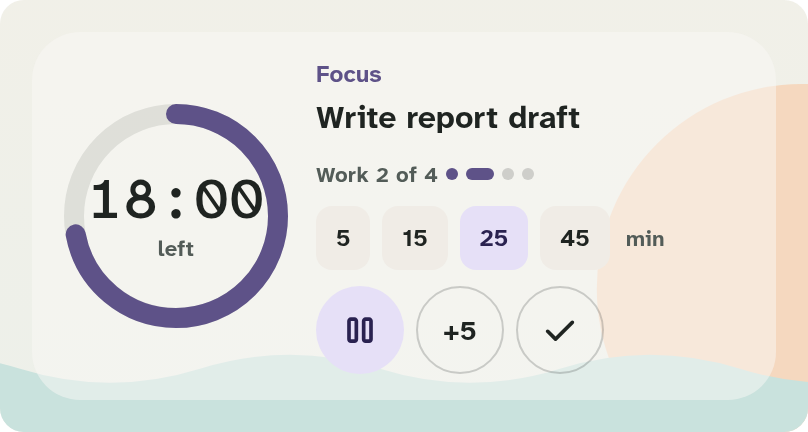 18:00
left
Focus
Write report draft
Work 2 of 4
5 15 25 45 min
+5